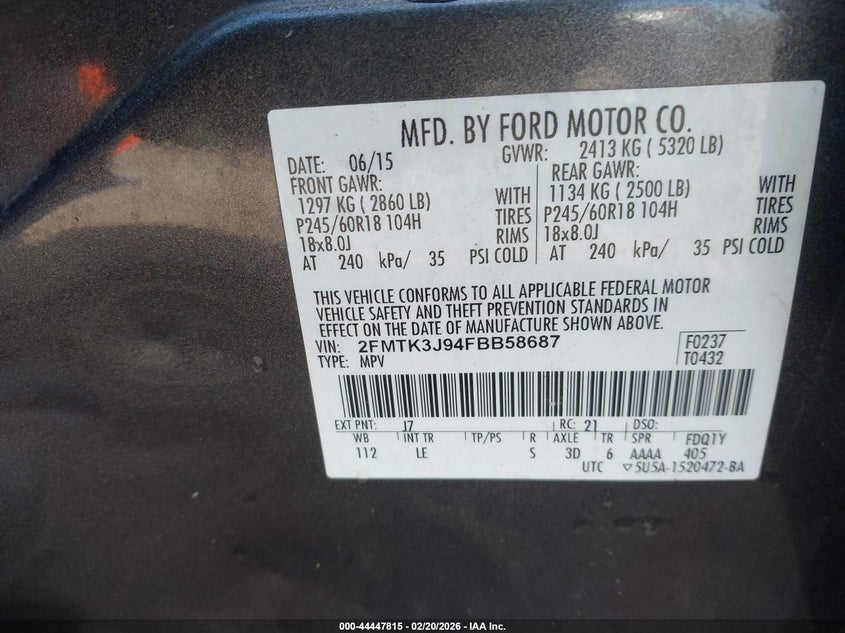 MFD. BY FORD MOTOR CO.
DATE: 06/15 GVWR: 2413 KG ( 5320 LB)
FRONT GAWR: REAR GAWR:
1297 KG ( 2860 LB) WITH 1134 KG ( 2500 LB) WITH
P245/60R18 104H TIRES P245/60R18 104H TIRES
18x8.0J RIMS 18x8.0J RIMS
AT 240 kPa/ 35 PSI COLD AT 240 kPa/ 35 PSI COLD
THIS VEHICLE CONFORMS TO ALL APPLICABLE FEDERAL MOTOR
VEHICLE SAFETY AND THEFT PREVENTION STANDARDS IN
EFFECT ON THE DATE OF MANUFACTURE SHOWN ABOVE.
VIN: 2FMTK3J94FBB58687 F0237
TYPE: MPV T0432
EXT PNT: J7 RC: 21 DSO:
WB INT TR TP/PS R AXLE TR SPR FDQ1Y
112 LE S 3D 6 AAAA 405
UTC ▽5U5A-1520472-BA
000-44447815 - 02/20/2026 - IAA Inc.